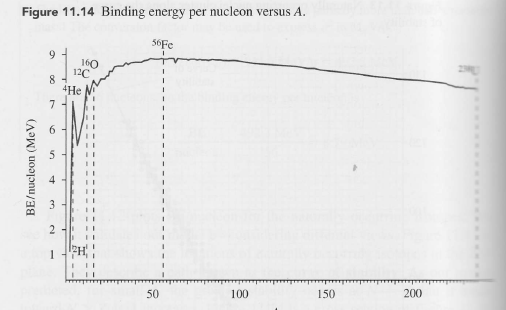 Figure 11.14 Binding energy per nucleon versus A.
56Fe
16O
12C
4He
238U
9
8
7
6
5
4
3
2
1
BE/nucleon (MeV)
2H
50 100 150 200